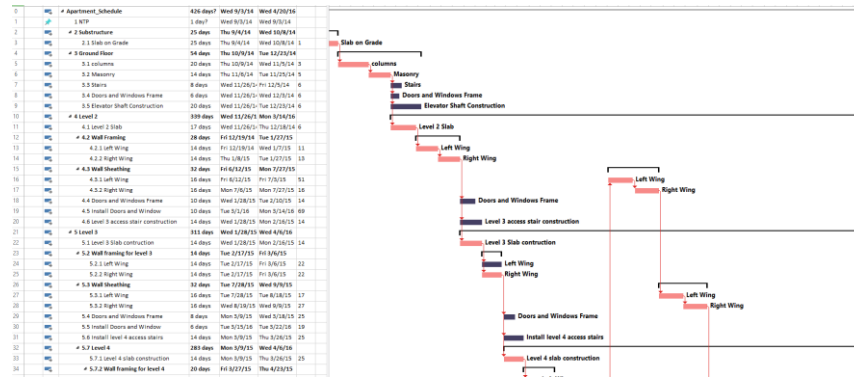 0 Apartment_Schedule 426 days? Wed 9/3/14 Wed 4/20/16
1 1 NTP 1 day? Wed 9/3/14 Wed 9/3/14
2 2 Substructure 25 days Thu 9/4/14 Wed 10/8/14
3 2.1 Slab on Grade 25 days Thu 9/4/14 Wed 10/8/14 1 Slab on Grade
4 3 Ground Floor 54 days Thu 10/9/14 Tue 12/23/14
5 3.1 columns 20 days Thu 10/9/14 Wed 11/5/14 3 columns
6 3.2 Masonry 14 days Thu 11/6/14 Tue 11/25/14 5 Masonry
7 3.3 Stairs 8 days Wed 11/26/1 Fri 12/5/14 6 Stairs
8 3.4 Doors and Windows Frame 6 days Wed 11/26/1 Wed 12/3/14 6 Doors and Windows Frame
9 3.5 Elevator Shaft Construction 20 days Wed 11/26/1 Tue 12/23/14 6 Elevator Shaft Construction
10 4 Level 2 339 days Wed 11/26/1 Mon 3/14/16
11 4.1 Level 2 Slab 17 days Wed 11/26/1 Thu 12/18/14 6 Level 2 Slab
12 4.2 Wall Framing 28 days Fri 12/19/14 Tue 1/27/15
13 4.2.1 Left Wing 14 days Fri 12/19/14 Wed 1/7/15 11 Left Wing
14 4.2.2 Right Wing 14 days Thu 1/8/15 Tue 1/27/15 13 Right Wing
15 4.3 Wall Sheathing 32 days Fri 6/12/15 Mon 7/27/15
16 4.3.1 Left Wing 16 days Fri 6/12/15 Fri 7/3/15 51 Left Wing
17 4.3.2 Right Wing 16 days Mon 7/6/15 Mon 7/27/15 16 Right Wing
18 4.4 Doors and Windows Frame 10 days Wed 1/28/15 Tue 2/10/15 14 Doors and Windows Frame
19 4.5 Install Doors and Window 10 days Tue 3/1/16 Mon 3/14/16 69
20 4.6 Level 3 access stair construction 14 days Wed 1/28/15 Mon 2/16/15 14 Level 3 access stair construction
21 5 Level 3 311 days Wed 1/28/15 Wed 4/6/16
22 5.1 Level 3 Slab contruction 14 days Wed 1/28/15 Mon 2/16/15 14 Level 3 Slab contruction
23 5.2 Wall framing for level 3 14 days Tue 2/17/15 Fri 3/6/15
24 5.2.1 Left Wing 14 days Tue 2/17/15 Fri 3/6/15 22 Left Wing
25 5.2.2 Right Wing 14 days Tue 2/17/15 Fri 3/6/15 22 Right Wing
26 5.3 Wall Sheathing 32 days Tue 7/28/15 Wed 9/9/15
27 5.3.1 Left Wing 16 days Tue 7/28/15 Tue 8/18/15 17 Left Wing
28 5.3.2 Right Wing 16 days Wed 8/19/15 Wed 9/9/15 27 Right Wing
29 5.4 Doors and Windows Frame 8 days Mon 3/9/15 Wed 3/18/15 25 Doors and Windows Frame
30 5.5 Install Doors and Window 6 days Tue 3/15/16 Tue 3/22/16 19
31 5.6 Install level 4 access stairs 14 days Mon 3/9/15 Thu 3/26/15 25 Install level 4 access stairs
32 5.7 Level 4 283 days Mon 3/9/15 Wed 4/6/16
33 5.7.1 Level 4 slab construction 14 days Mon 3/9/15 Thu 3/26/15 25 Level 4 slab construction
34 5.7.2 Wall framing for level 4 20 days Fri 3/27/15 Thu 4/23/15